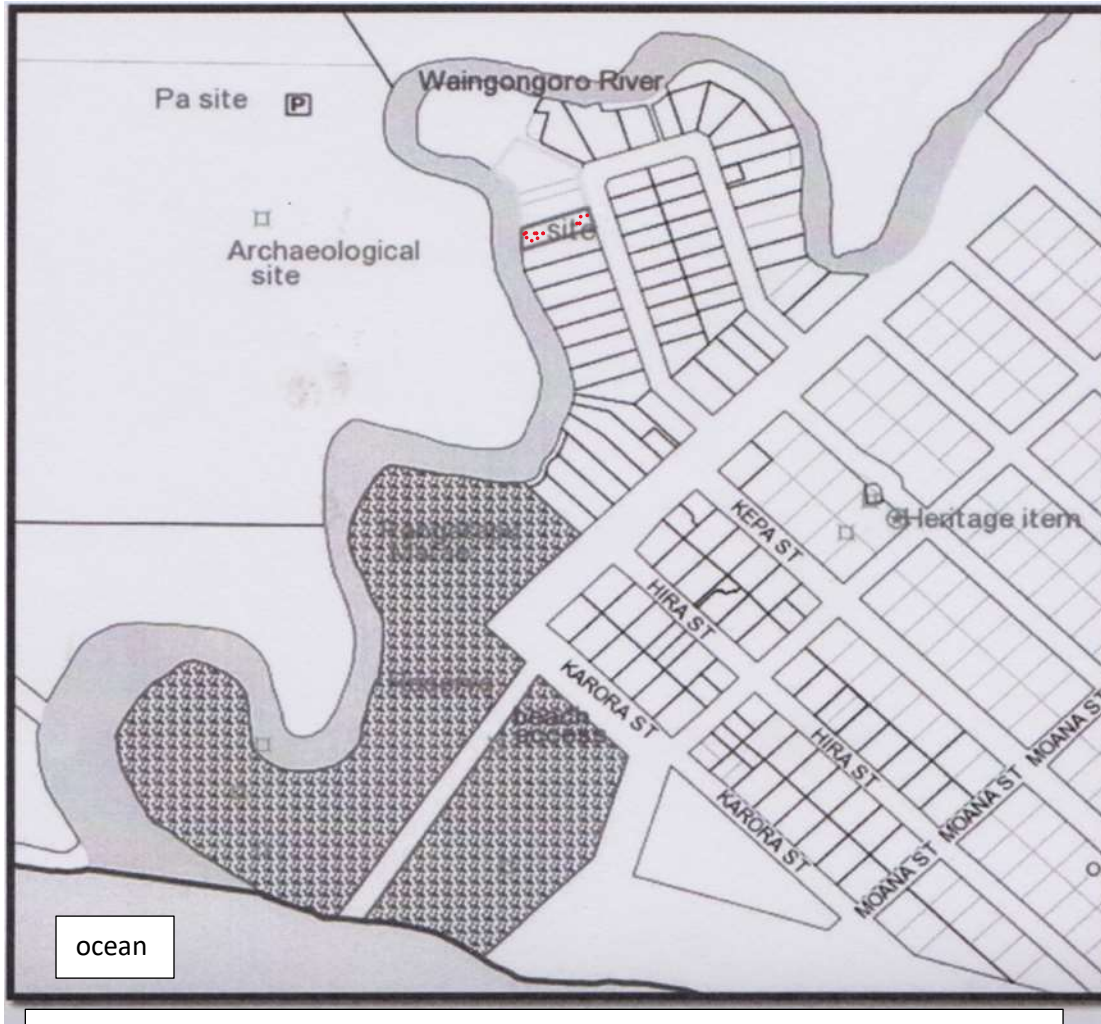 Waingongoro River
Pa site
P
Archaeological
site
site
Heritage item
KEPA ST
HIRA ST
KARORA ST
beach
access
HIRA ST
KARORA ST
MOANA ST
MOANA ST
MOANA ST
ocean